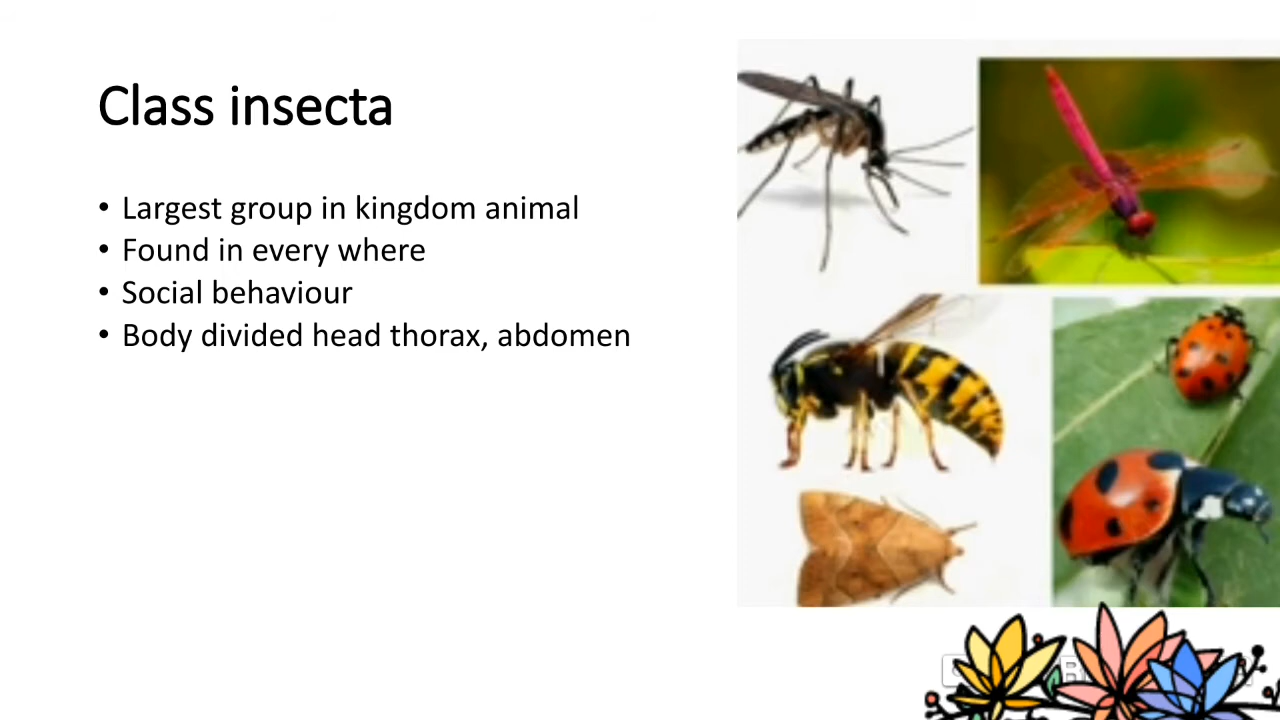 Class insecta
• Largest group in kingdom animal
• Found in every where
• Social behaviour
• Body divided head thorax, abdomen